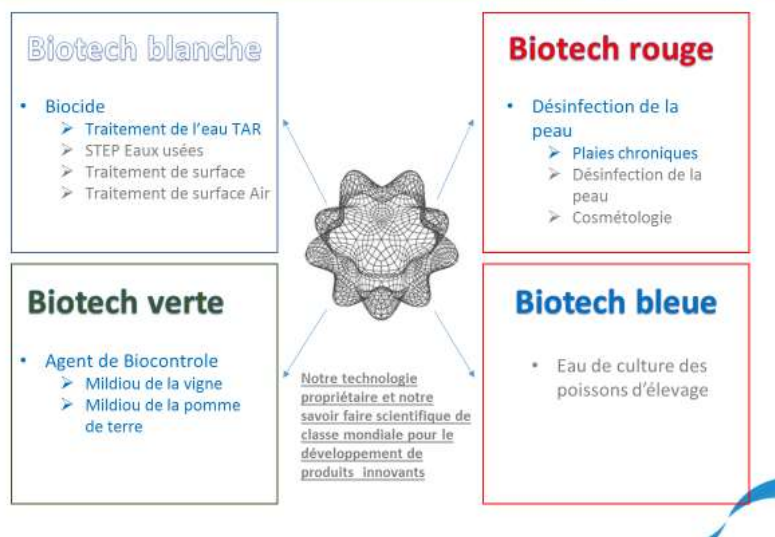 Biotech blanche
• Biocide
➢ Traitement de l'eau TAR
➢ STEP Eaux usées
➢ Traitement de surface
➢ Traitement de surface Air
Biotech rouge
• Désinfection de la
peau
➢ Plaies chroniques
➢ Désinfection de la
peau
➢ Cosmétologie
Biotech verte
• Agent de Biocontrole
➢ Mildiou de la vigne
➢ Mildiou de la pomme
de terre
Notre technologie
propriétaire et notre
savoir faire scientifique de
classe mondiale pour le
développement de
produits innovants
Biotech bleue
• Eau de culture des
poissons d'élevage